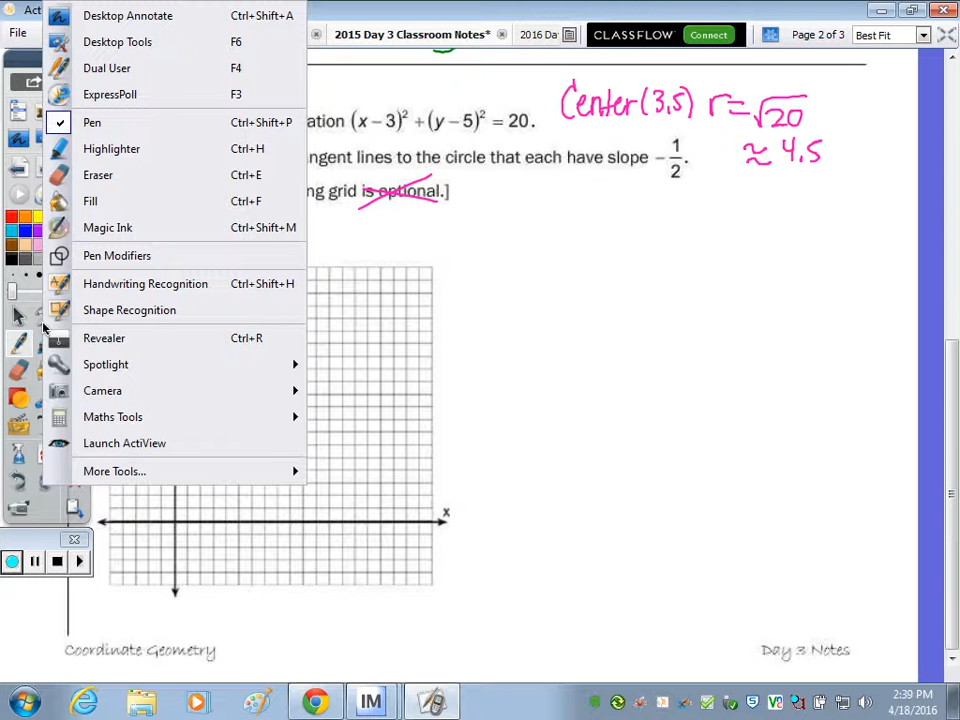 Act
File
2015 Day 3 Classroom Notes*
2016 Da
CLASSFLOW
Connect
Page 2 of 3
Best Fit
Desktop Annotate Ctrl+Shift+A
Desktop Tools F6
Dual User F4
ExpressPoll F3
Pen Ctrl+Shift+P
Highlighter Ctrl+H
Eraser Ctrl+E
Fill Ctrl+F
Magic Ink Ctrl+Shift+M
Pen Modifiers
Handwriting Recognition Ctrl+Shift+H
Shape Recognition
Revealer Ctrl+R
Spotlight
Camera
Maths Tools
Launch ActiView
More Tools...
ation (x − 3)² + (y − 5)² = 20.
Center (3,5) r = √20
≈ 4.5
angent lines to the circle that each have slope −1/2.
ng grid is optional.]
x
Coordinate Geometry
Day 3 Notes
IM
2:39 PM
4/18/2016